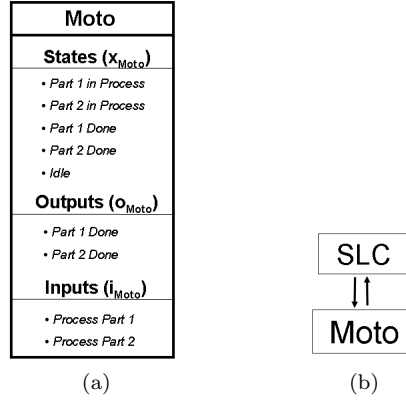 Moto
States (xMoto)
• Part 1 in Process
• Part 2 in Process
• Part 1 Done
• Part 2 Done
• Idle
Outputs (oMoto)
• Part 1 Done
• Part 2 Done
Inputs (iMoto)
• Process Part 1
• Process Part 2
(a)
SLC
Moto
(b)